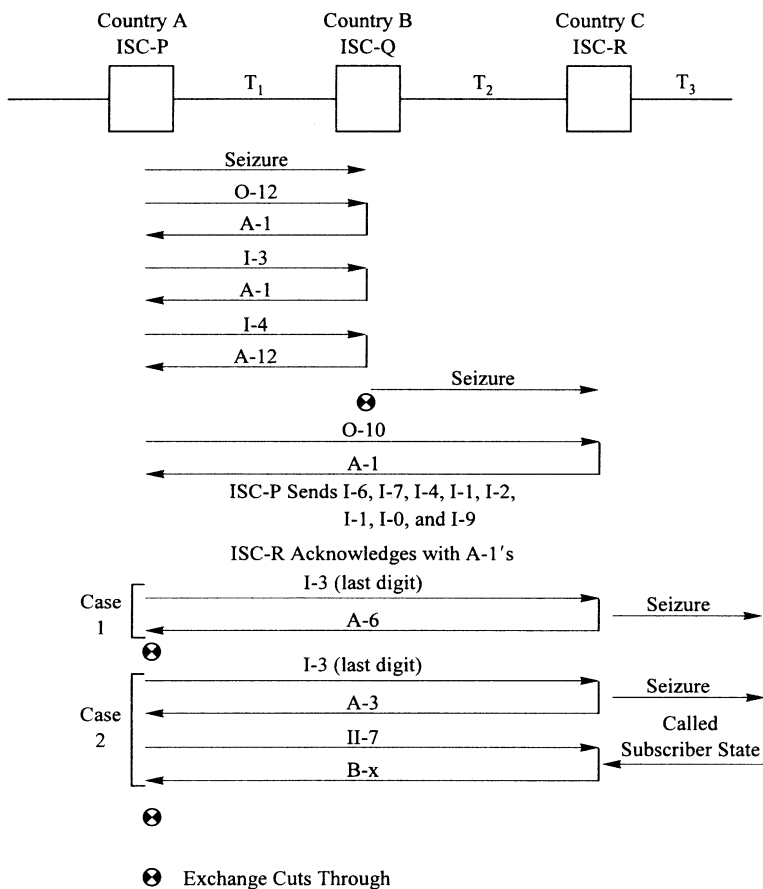 Country A Country B Country C
ISC-P ISC-Q ISC-R
T1 T2 T3
Seizure
O-12
A-1
I-3
A-1
I-4
A-12
Seizure
O-10
A-1
ISC-P Sends I-6, I-7, I-4, I-1, I-2,
I-1, I-0, and I-9
ISC-R Acknowledges with A-1's
Case
1
I-3 (last digit)
Seizure
A-6
Case
2
I-3 (last digit)
Seizure
A-3
Called
Subscriber State
II-7
B-x
Exchange Cuts Through